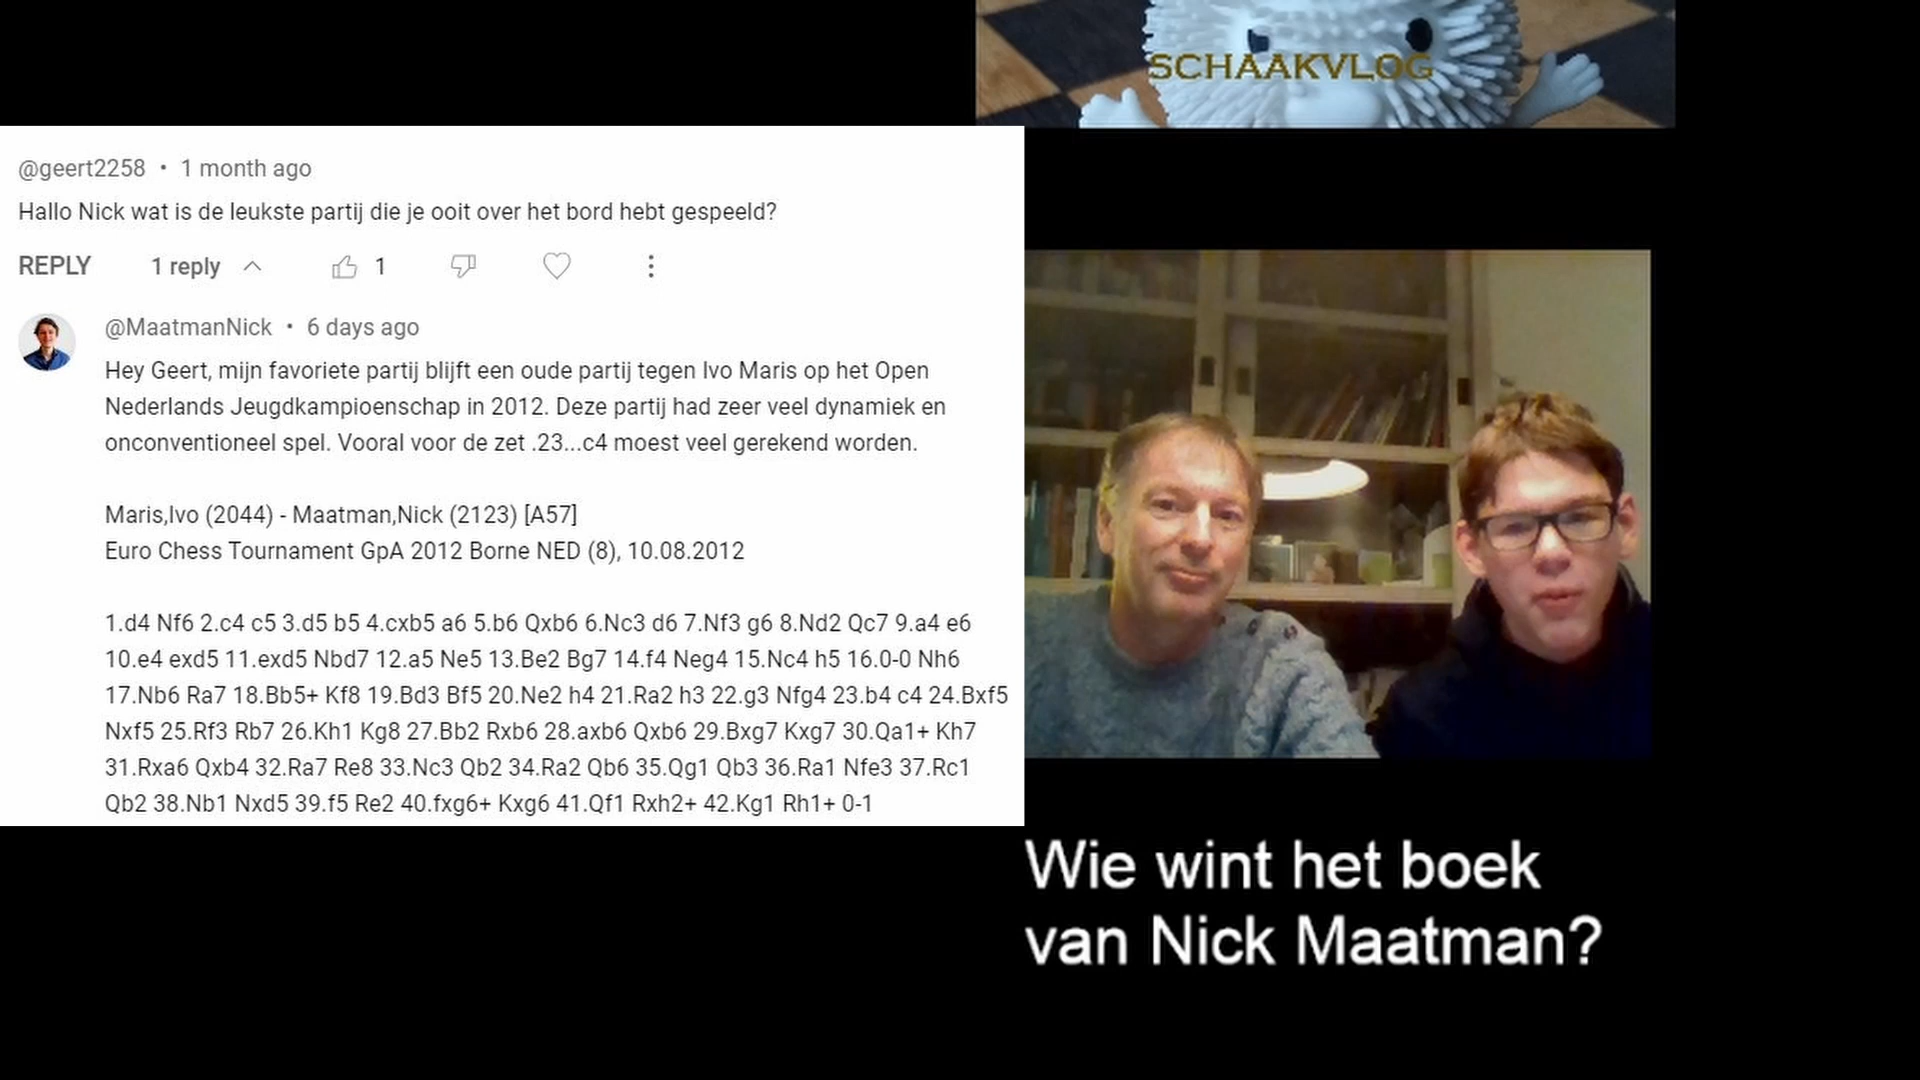 SCHAAKVLOG
@geert2258 • 1 month ago
Hallo Nick wat is de leukste partij die je ooit over het bord hebt gespeeld?
REPLY 1 reply 1
@MaatmanNick • 6 days ago
Hey Geert, mijn favoriete partij blijft een oude partij tegen Ivo Maris op het Open
Nederlands Jeugdkampioenschap in 2012. Deze partij had zeer veel dynamiek en
onconventioneel spel. Vooral voor de zet .23...c4 moest veel gerekend worden.
Maris,Ivo (2044) - Maatman,Nick (2123) [A57]
Euro Chess Tournament GpA 2012 Borne NED (8), 10.08.2012
1.d4 Nf6 2.c4 c5 3.d5 b5 4.cxb5 a6 5.b6 Qxb6 6.Nc3 d6 7.Nf3 g6 8.Nd2 Qc7 9.a4 e6
10.e4 exd5 11.exd5 Nbd7 12.a5 Ne5 13.Be2 Bg7 14.f4 Neg4 15.Nc4 h5 16.0-0 Nh6
17.Nb6 Ra7 18.Bb5+ Kf8 19.Bd3 Bf5 20.Ne2 h4 21.Ra2 h3 22.g3 Nfg4 23.b4 c4 24.Bxf5
Nxf5 25.Rf3 Rb7 26.Kh1 Kg8 27.Bb2 Rxb6 28.axb6 Qxb6 29.Bxg7 Kxg7 30.Qa1+ Kh7
31.Rxa6 Qxb4 32.Ra7 Re8 33.Nc3 Qb2 34.Ra2 Qb6 35.Qg1 Qb3 36.Ra1 Nfe3 37.Rc1
Qb2 38.Nb1 Nxd5 39.f5 Re2 40.fxg6+ Kxg6 41.Qf1 Rxh2+ 42.Kg1 Rh1+ 0-1
Wie wint het boek
van Nick Maatman?